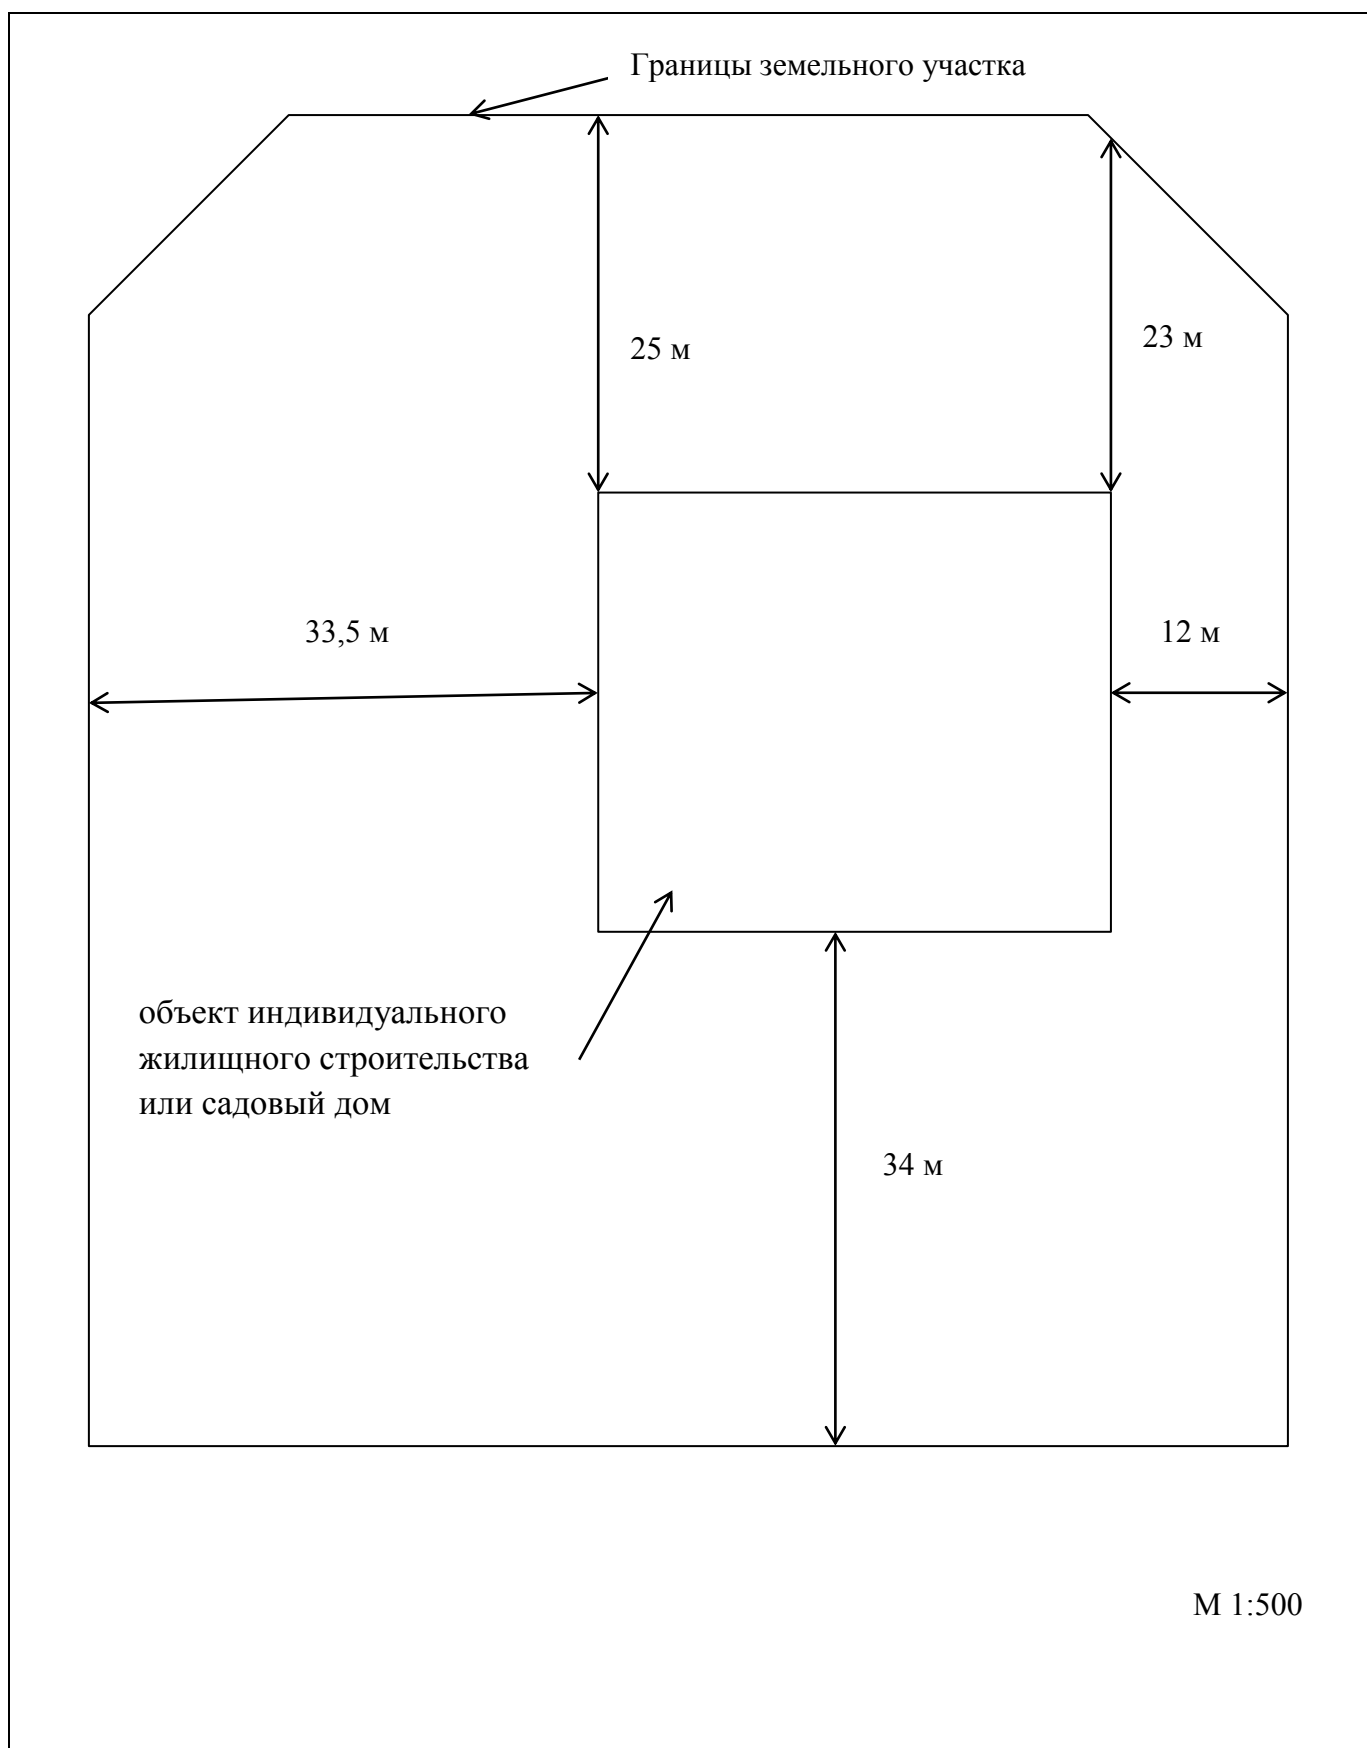 Границы земельного участка
25 м
23 м
33,5 м
12 м
объект индивидуального
жилищного строительства
или садовый дом
34 м
М 1:500